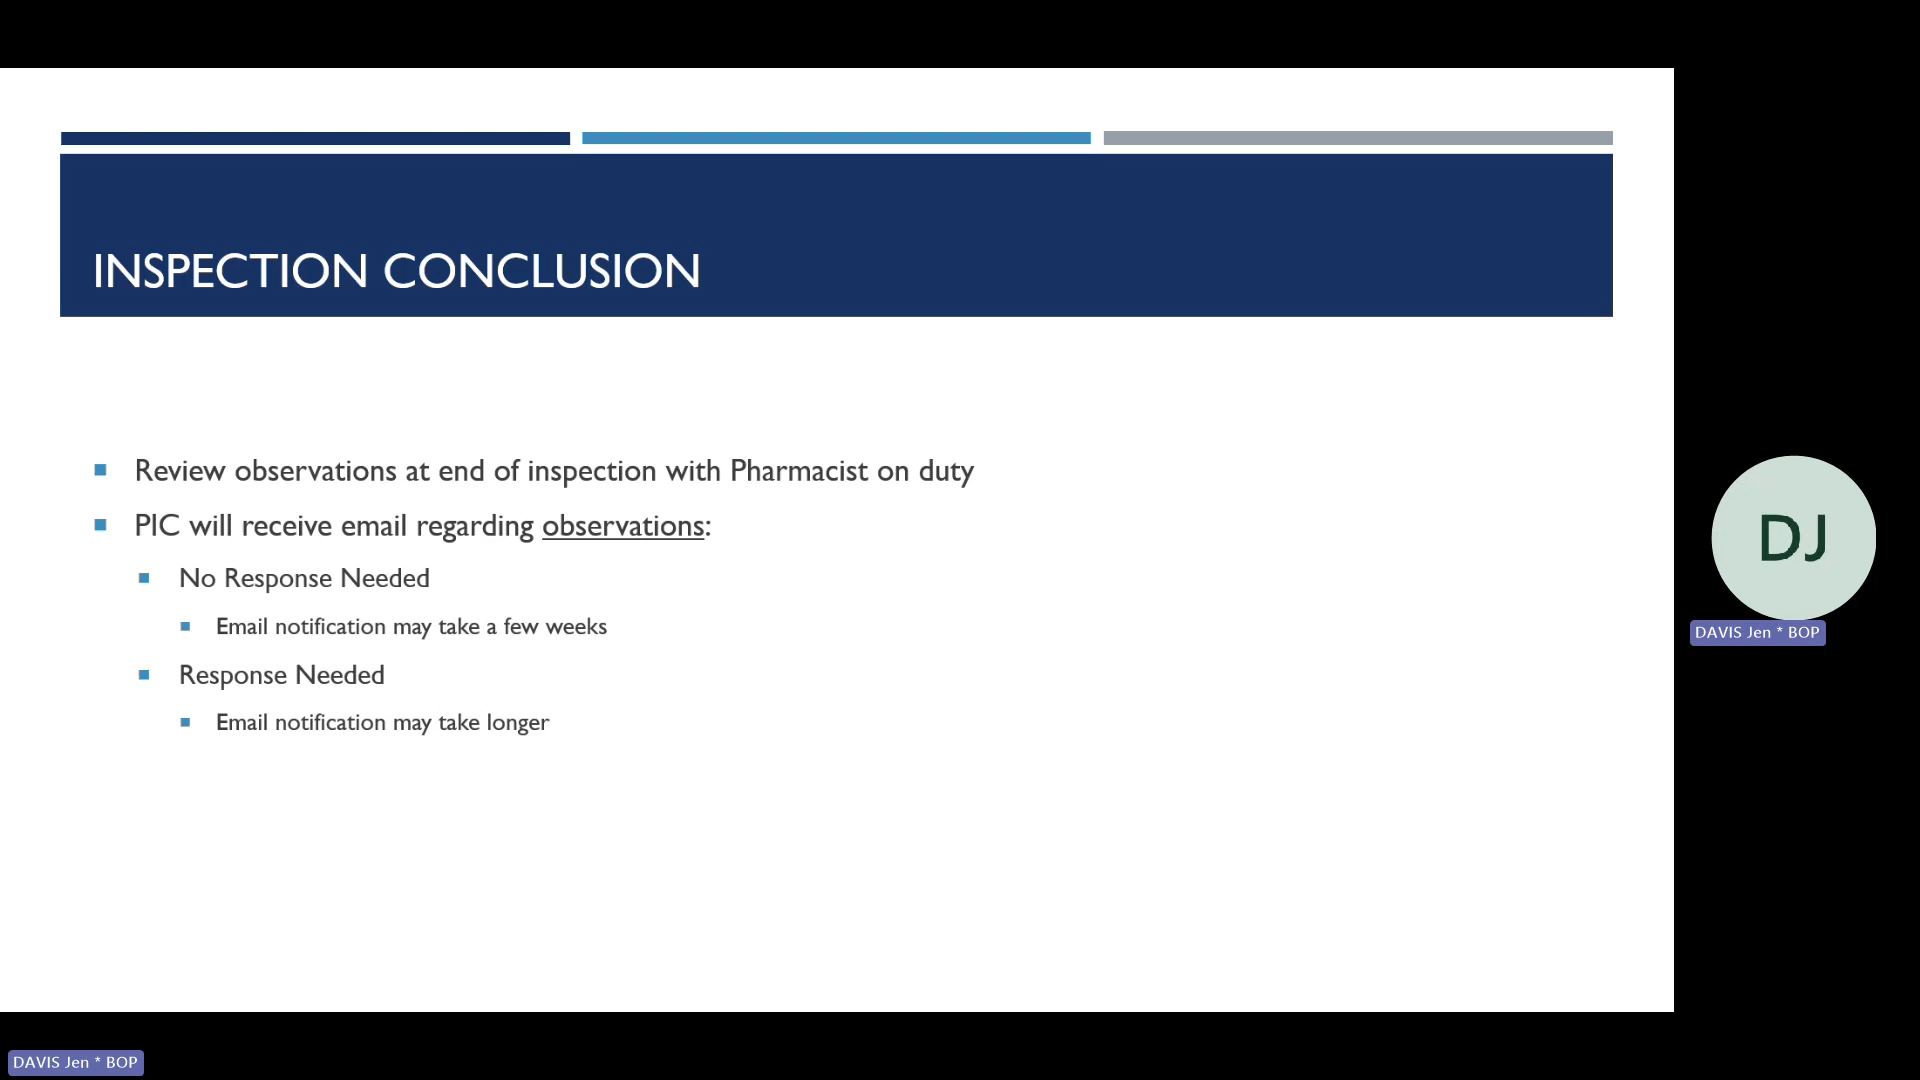 INSPECTION CONCLUSION
Review observations at end of inspection with Pharmacist on duty
PIC will receive email regarding observations:
No Response Needed
Email notification may take a few weeks
Response Needed
Email notification may take longer
DJ
DAVIS Jen * BOP
DAVIS Jen * BOP